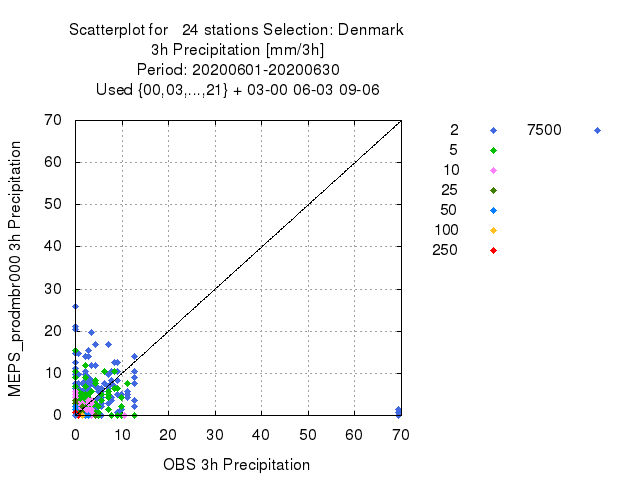 Scatterplot for 24 stations Selection: Denmark
3h Precipitation [mm/3h]
Period: 20200601-20200630
Used {00,03,...,21} + 03-00 06-03 09-06
70
60
50
40
30
20
10
0
0 10 20 30 40 50 60 70
MEPS_prodmbr000 3h Precipitation
OBS 3h Precipitation
2 7500
5
10
25
50
100
250